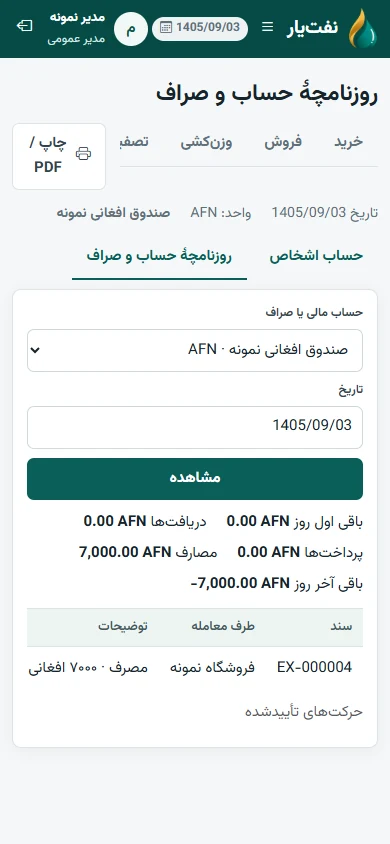 نفت‌یار
1405/09/03
م
مدیر نمونه
مدیر عمومی
روزنامچهٔ حساب و صراف
خرید فروش وزن‌کشی
چاپ / PDF
تاریخ 1405/09/03 واحد: AFN صندوق افغانی نمونه
حساب اشخاص روزنامچهٔ حساب و صراف
حساب مالی یا صراف
صندوق افغانی نمونه · AFN
تاریخ
1405/09/03
مشاهده
باقی اول روز 0.00 AFN دریافت‌ها 0.00 AFN
پرداخت‌ها 0.00 AFN مصارف 7,000.00 AFN
باقی آخر روز -7,000.00 AFN
سند طرف معامله توضیحات
EX-000004 فروشگاه نمونه مصرف · ۷۰۰۰ افغانی
حرکت‌های تأییدشده